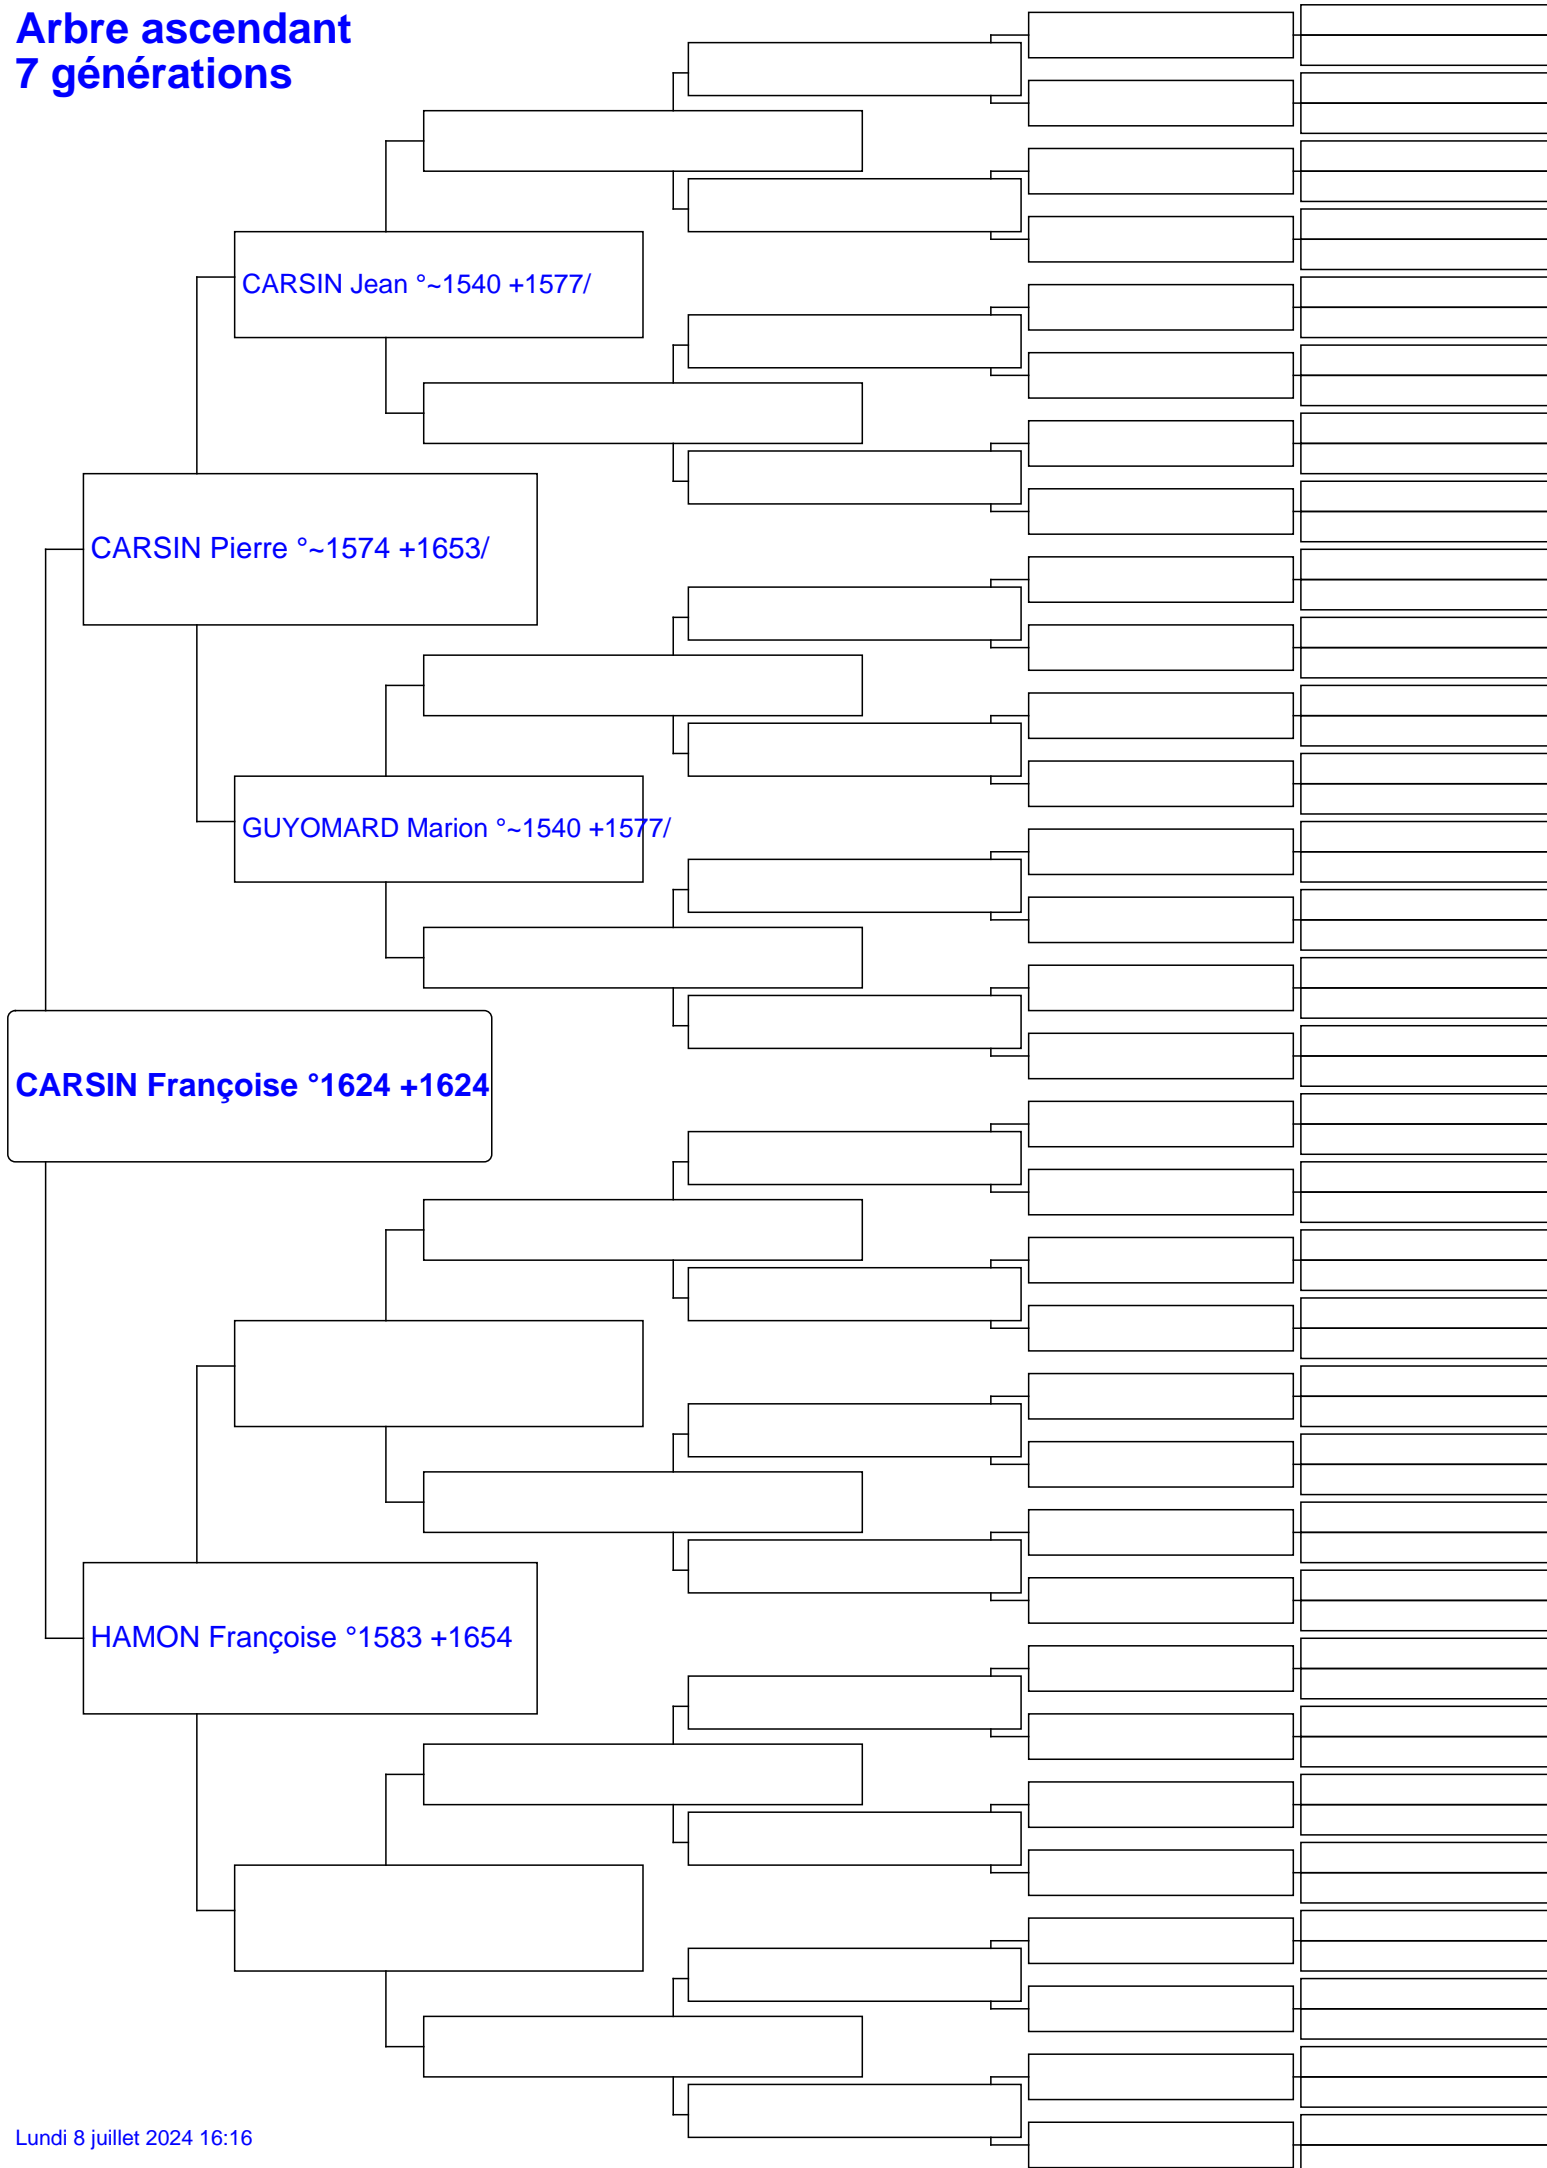 Arbre ascendant
7 générations
CARSIN Jean °~1540 +1577/
CARSIN Pierre °~1574 +1653/
GUYOMARD Marion °~1540 +1577/
CARSIN Françoise °1624 +1624
HAMON Françoise °1583 +1654
Lundi 8 juillet 2024 16:16